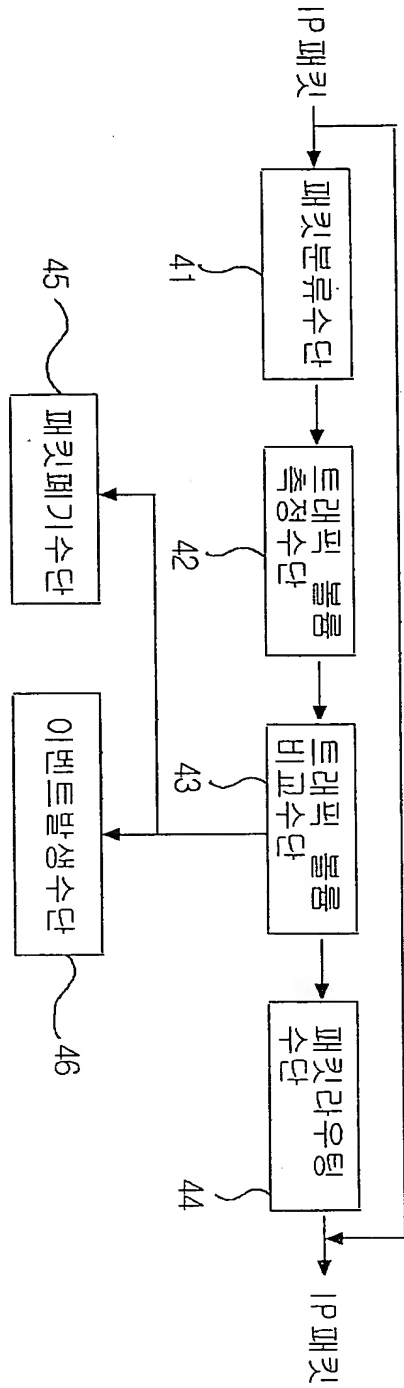 IP 패킷
패킷분류수단
41
트래픽 볼륨
측정수단
42
트래픽 볼륨
비교수단
43
패킷라우팅
수단
44
IP 패킷
패킷폐기수단
45
이벤트발생수단
46